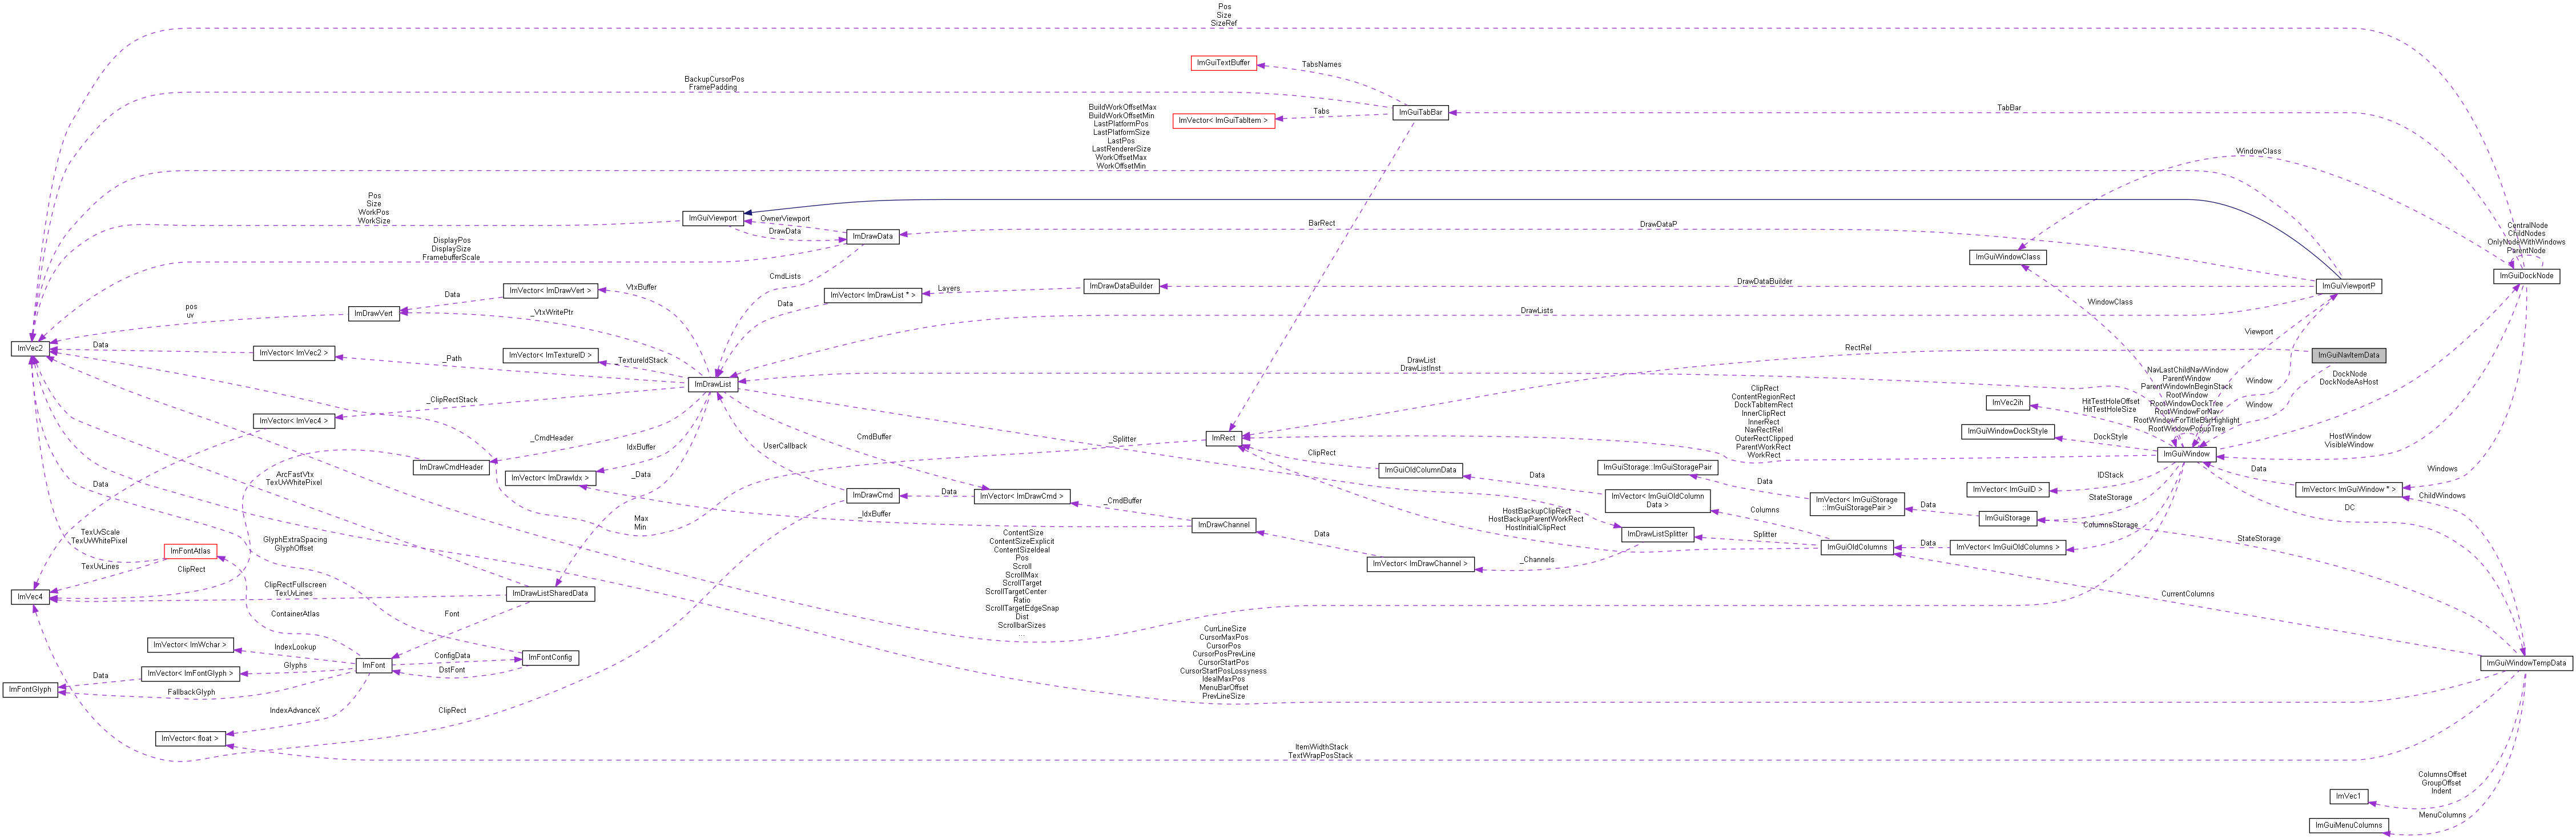 Pos
Size
SizeRef
ImGuiTextBuffer
TabsNames
BackupCursorPos
FramePadding
BuildWorkOffsetMax
BuildWorkOffsetMin
LastPlatformPos
LastPlatformSize
LastPos
LastRendererSize
WorkOffsetMax
WorkOffsetMin
ImVector< ImGuiTabItem >
Tabs
ImGuiTabBar
TabBar
WindowClass
Pos
Size
WorkPos
WorkSize
ImGuiViewport
OwnerViewport
DrawData
ImDrawData
BarRect
DrawDataP
CentralNode
ChildNodes
OnlyNodeWithWindows
ParentNode
ImGuiDockNode
ImGuiWindowClass
DisplayPos
DisplaySize
FramebufferScale
CmdLists
ImGuiViewportP
DrawDataBuilder
ImDrawDataBuilder
Layers
ImVector< ImDrawList * >
Data
VtxBuffer
ImVector< ImDrawVert >
Data
pos
uv
ImDrawVert
_VtxWritePtr
DrawLists
WindowClass
Viewport
ImVec2
Data
ImVector< ImVec2 >
_Path
ImVector< ImTextureID >
_TextureIdStack
ImDrawList
DrawList
DrawListInst
RectRel
ImGuiNavItemData
Window
Window
DockNode
DockNodeAsHost
NavLastChildNavWindow
ParentWindow
ParentWindowInBeginStack
RootWindow
RootWindowDockTree
RootWindowForNav
RootWindowForTitleBarHighlight
RootWindowPopupTree
ClipRect
ContentRegionRect
DockTabItemRect
InnerClipRect
InnerRect
NavRectRel
OuterRectClipped
ParentWorkRect
WorkRect
ImVec2ih
HitTestHoleOffset
HitTestHoleSize
_ClipRectStack
ImVector< ImVec4 >
ImGuiWindowDockStyle
DockStyle
HostWindow
VisibleWindow
ImGuiWindow
_CmdHeader
IdxBuffer
UserCallback
CmdBuffer
_Splitter
ImRect
ClipRect
ImGuiOldColumnData
Data
ImGuiStorage::ImGuiStoragePair
Data
Data
Windows
ImDrawCmdHeader
ImVector< ImDrawIdx >
_Data
ArcFastVtx
TexUvWhitePixel
Data
ImVector< ImGuiID >
IDStack
ImVector< ImGuiWindow * >
ChildWindows
ImDrawCmd
Data
ImVector< ImDrawCmd >
_CmdBuffer
ImVector< ImGuiOldColumn
Data >
ImVector< ImGuiStorage
::ImGuiStoragePair >
Data
StateStorage
DC
_IdxBuffer
Columns
ImGuiStorage
ColumnsStorage
Max
Min
HostBackupClipRect
HostBackupParentWorkRect
HostInitialClipRect
ImDrawChannel
Data
ImDrawListSplitter
Splitter
ImGuiOldColumns
Data
ImVector< ImGuiOldColumns >
StateStorage
TexUvScale
TexUvWhitePixel
GlyphExtraSpacing
GlyphOffset
ImFontAtlas
TexUvLines
ClipRect
ContentSize
ContentSizeExplicit
ContentSizeIdeal
Pos
Scroll
ScrollMax
ScrollTarget
ScrollTargetCenter
Ratio
ScrollTargetEdgeSnap
Dist
ScrollbarSizes
...
_Channels
ImVector< ImDrawChannel >
ImVec4
ClipRectFullscreen
TexUvLines
ImDrawListSharedData
CurrentColumns
ContainerAtlas
Font
CurrLineSize
CursorMaxPos
CursorPos
CursorPosPrevLine
CursorStartPos
CursorStartPosLossyness
IdealMaxPos
MenuBarOffset
PrevLineSize
ImVector< ImWchar >
IndexLookup
ImFont
ConfigData
DstFont
ImFontConfig
ImGuiWindowTempData
ImVector< ImFontGlyph >
Glyphs
Data
ImFontGlyph
FallbackGlyph
IndexAdvanceX
ClipRect
ImVector< float >
ItemWidthStack
TextWrapPosStack
ColumnsOffset
GroupOffset
Indent
ImVec1
MenuColumns
ImGuiMenuColumns